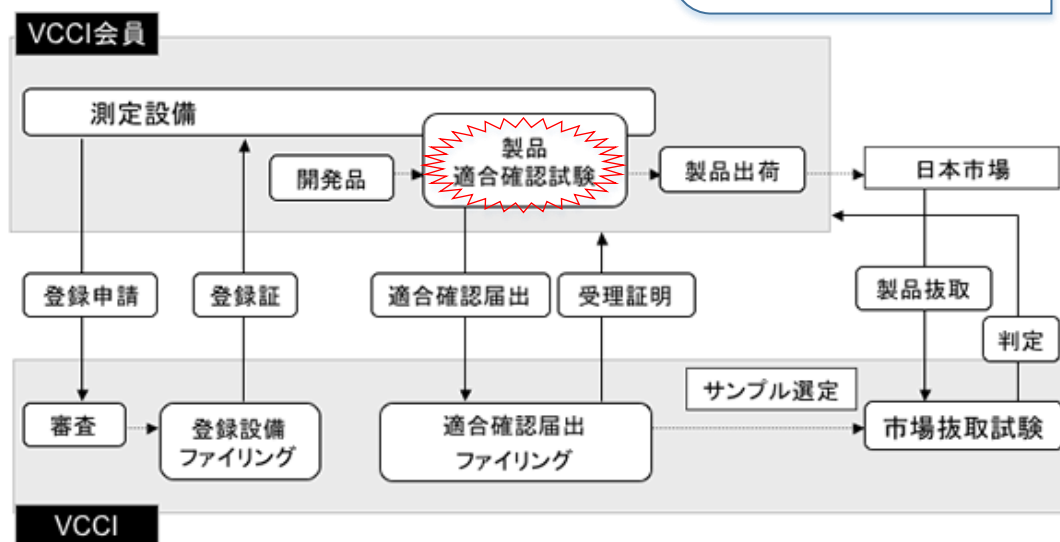 VCCI会員
測定設備
開発品
製品
適合確認試験
製品出荷
日本市場
登録申請
登録証
適合確認届出
受理証明
製品抜取
判定
サンプル選定
審査
登録設備
ファイリング
適合確認届出
ファイリング
市場抜取試験
VCCI